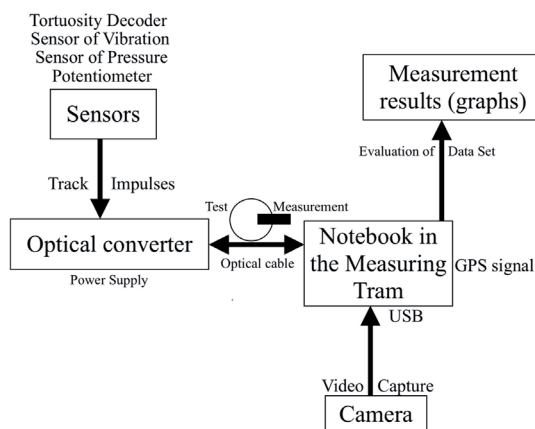 Tortuosity Decoder
Sensor of Vibration
Sensor of Pressure
Potentiometer
Sensors
Track Impulses
Optical converter
Power Supply
Test Measurement
Optical cable
Measurement
results (graphs)
Evaluation of Data Set
Notebook in
the Measuring
Tram
GPS signal
USB
Video Capture
Camera